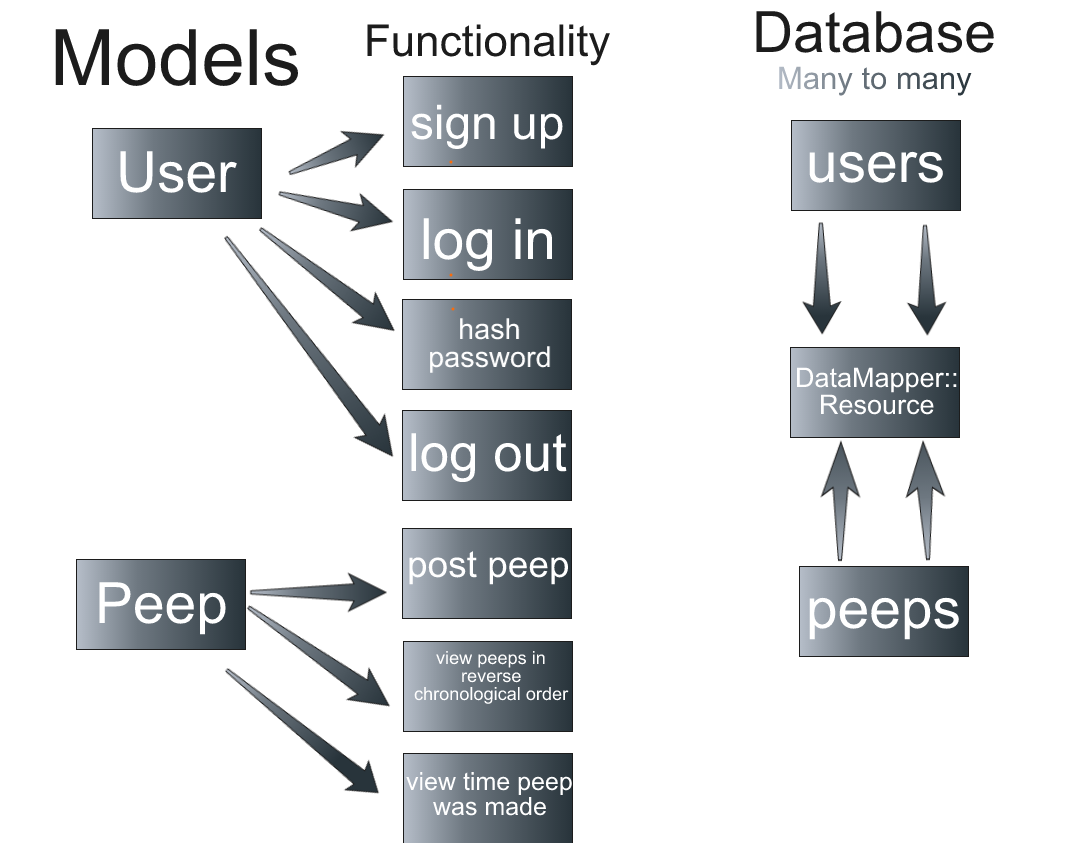 Models
Functionality
Database
Many to many
User
sign up
log in
hash
password
log out
Peep
post peep
view peeps in
reverse
chronological order
view time peep
was made
users
DataMapper::
Resource
peeps